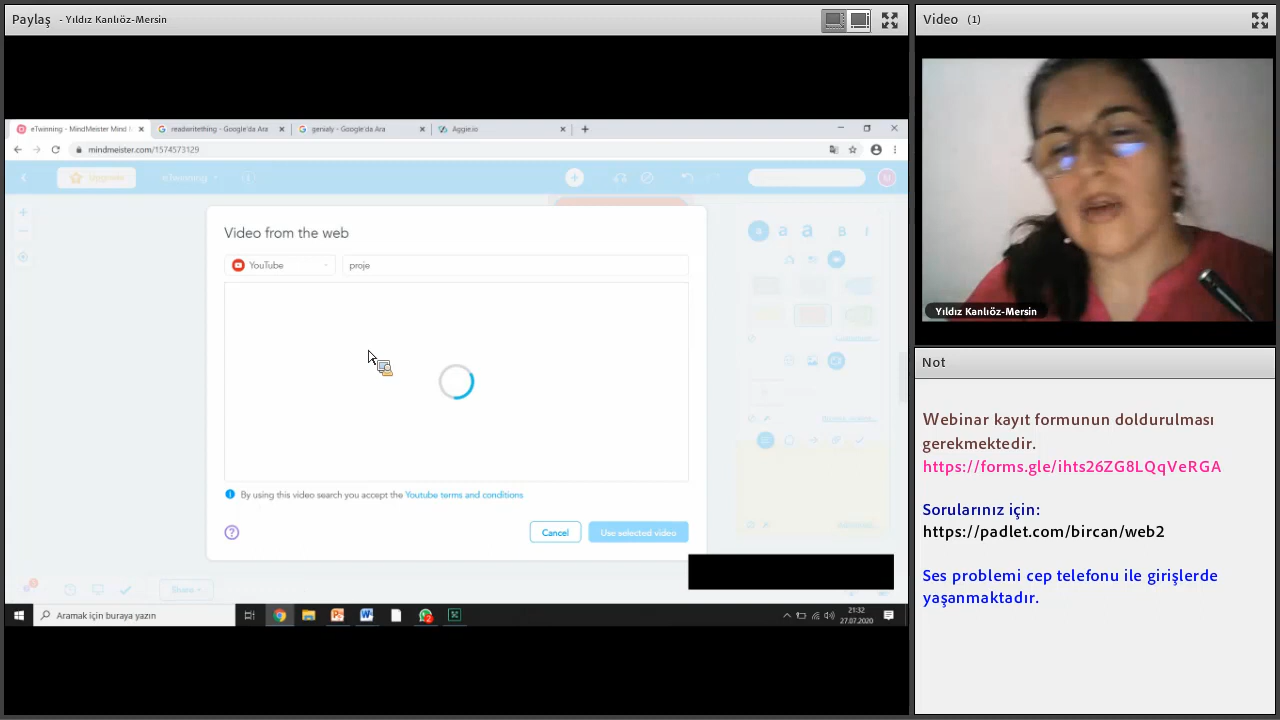 Paylaş - Yıldız Kanlıöz-Mersin
eTwinning - MindMeister Mind
readwritething - Google'da Ara
genialy - Google'da Ara
Aggie.io
mindmeister.com/1574573129
Upgrade
eTwinning
Video from the web
YouTube
proje
By using this video search you accept the Youtube terms and conditions
Cancel
Use selected video
Share
Aramak için buraya yazın
21:32
27.07.2020
Video (1)
Yıldız Kanlıöz-Mersin
Not
Webinar kayıt formunun doldurulması
gerekmektedir.
https://forms.gle/ihts26ZG8LQqVeRGA
Sorularınız için:
https://padlet.com/bircan/web2
Ses problemi cep telefonu ile girişlerde
yaşanmaktadır.